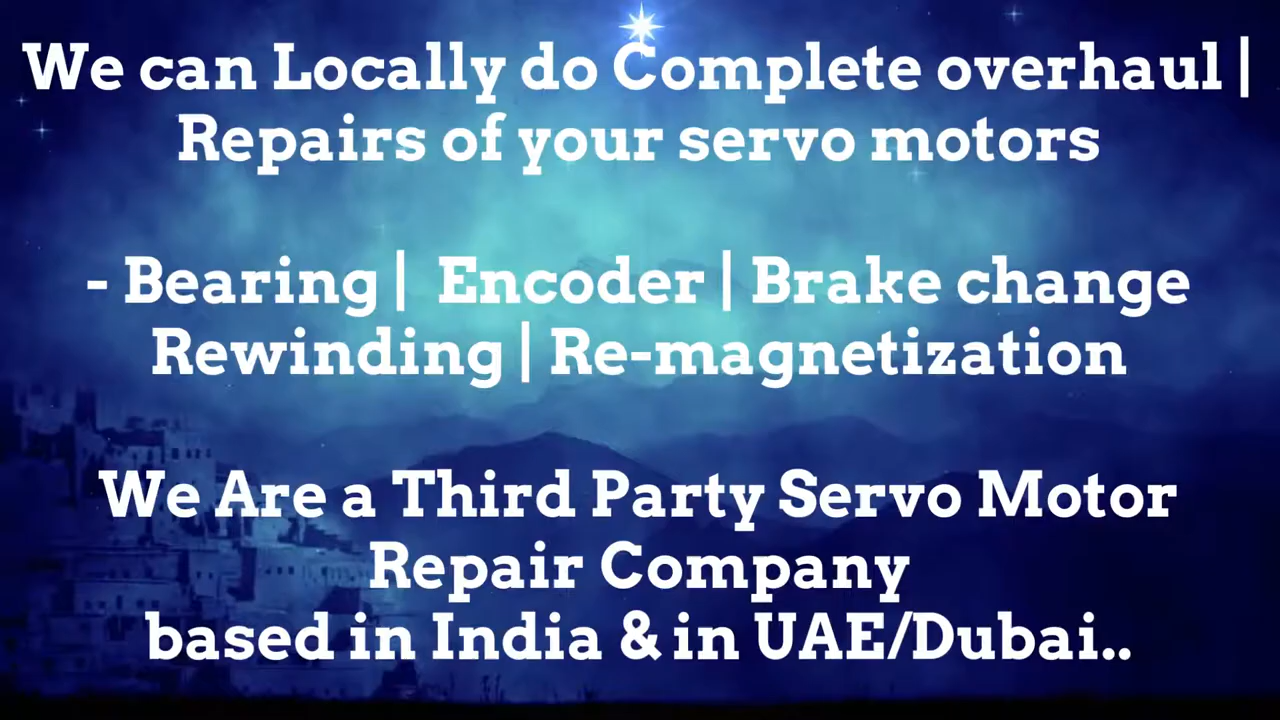 We can Locally do Complete overhaul |
Repairs of your servo motors
- Bearing |  Encoder | Brake change
Rewinding | Re-magnetization
We Are a Third Party Servo Motor
Repair Company
based in India & in UAE/Dubai..